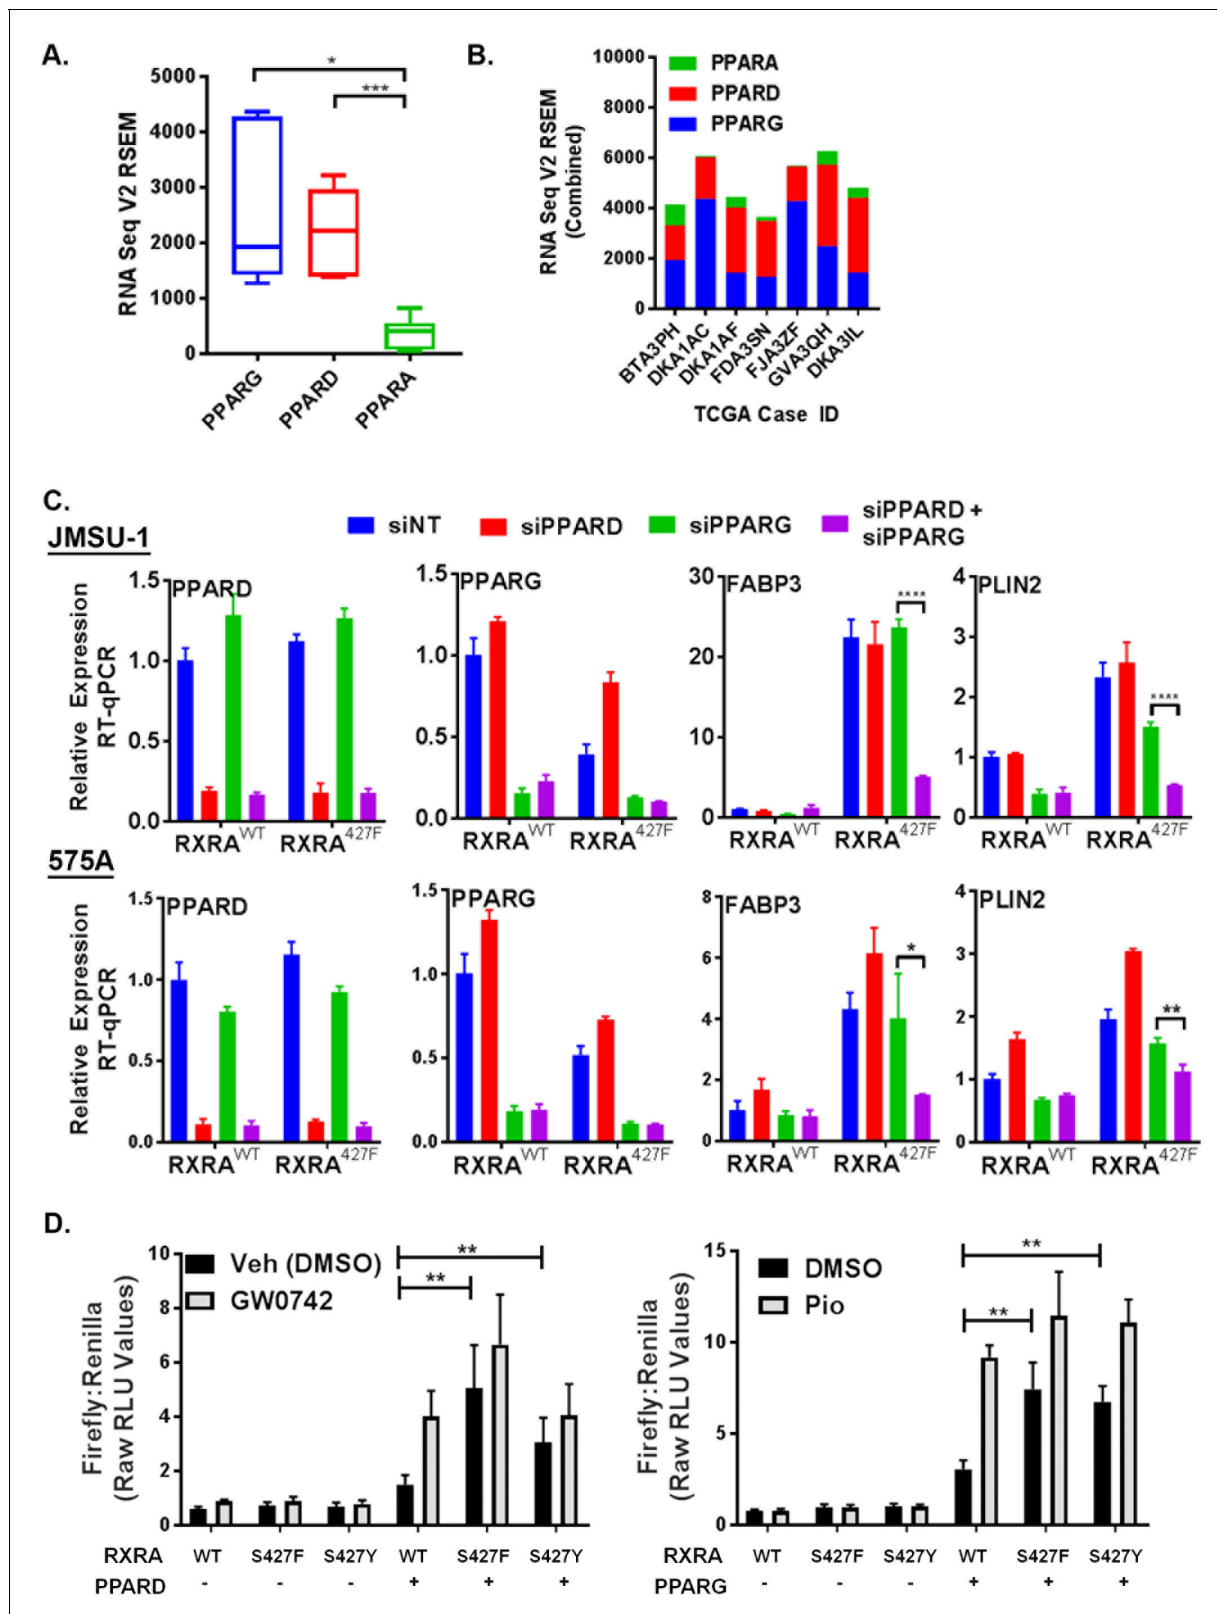 A.
RNA Seq V2 RSEM
5000
4000
3000
2000
1000
0
*
***
PPARG
PPARD
PPARA
B.
RNA Seq V2 RSEM
(Combined)
10000
8000
6000
4000
2000
0
PPARA
PPARD
PPARG
BTA3PH
DKA1AC
DKA1AF
FDA3SN
FJA3ZF
GVA3QH
DKA3IL
TCGA Case ID
C.
siNT
siPPARD
siPPARG
siPPARD +
siPPARG
JMSU-1
Relative Expression
RT-qPCR
PPARD
1.5
1.0
0.5
0.0
RXRA WT
RXRA 427F
PPARG
1.5
1.0
0.5
0.0
RXRA WT
RXRA 427F
FABP3
30
20
10
0
****
RXRA WT
RXRA 427F
PLIN2
4
3
2
1
0
****
RXRA WT
RXRA 427F
575A
Relative Expression
RT-qPCR
PPARD
1.5
1.0
0.5
0.0
RXRA WT
RXRA 427F
PPARG
1.5
1.0
0.5
0.0
RXRA WT
RXRA 427F
FABP3
8
6
4
2
0
*
RXRA WT
RXRA 427F
PLIN2
4
3
2
1
0
**
RXRA WT
RXRA 427F
D.
Firefly:Renilla
(Raw RLU Values)
10
8
6
4
2
0
Veh (DMSO)
GW0742
**
**
RXRA WT S427F S427Y WT S427F S427Y
PPARD - - - + + +
Firefly:Renilla
(Raw RLU Values)
15
10
5
0
DMSO
Pio
**
**
RXRA WT S427F S427Y WT S427F S427Y
PPARG - - - + + +